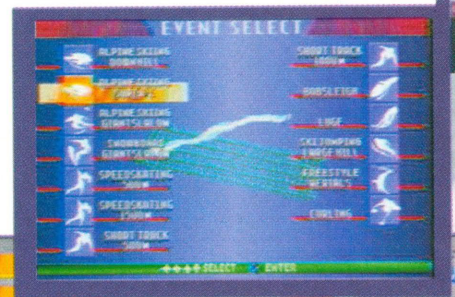 EVENT SELECT
ALPINE SKIING
DOWNHILL
ALPINE SKIING
SUPER G
ALPINE SKIING
GIANT SLALOM
SNOWBOARD
GIANT SLALOM
SPEEDSKATING
500M
SPEEDSKATING
1500M
SHORT TRACK
500M
SHORT TRACK
1000M
BOBSLEIGH
LUGE
SKI JUMPING
LARGE HILL
FREESTYLE
AERIALS
CURLING
SELECT
ENTER